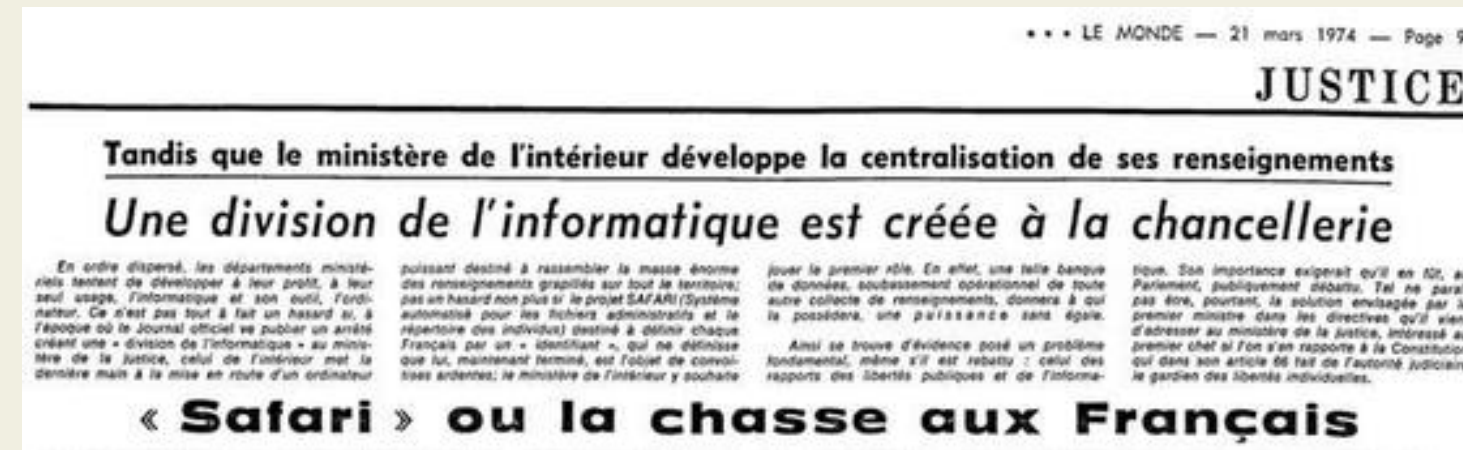 • • • LE MONDE — 21 mars 1974 — Page 9
JUSTICE
Tandis que le ministère de l'intérieur développe la centralisation de ses renseignements
Une division de l'informatique est créée à la chancellerie
En ordre dispersé, les départements ministé-
riels tentent de développer à leur profit, à leur
seul usage, l'informatique et son outil, l'ordi-
nateur. Ce n'est pas tout à fait un hasard si, à
l'époque où le Journal officiel va publier un arrêté
créant une « division de l'informatique » au minis-
tère de la justice, celui de l'intérieur met la
dernière main à la mise en route d'un ordinateur
puissant destiné à rassembler la masse énorme
des renseignements grapillés sur tout le territoire;
pas un hasard non plus si le projet SAFARI (Système
automatisé pour les fichiers administratifs et le
répertoire des individus) destiné à définir chaque
Français par un « identifiant », qui ne définisse
que lui, maintenant terminé, est l'objet de convoi-
tises ardentes; le ministère de l'intérieur y souhaite
jouer le premier rôle. En effet, une telle banque
de données, soubassement opérationnel de toute
autre collecte de renseignements, donnera à qui
la possédera, une puissance sans égale.
Ainsi se trouve d'évidence posé un problème
fondamental, même s'il est rebattu : celui des
rapports des libertés publiques et de l'informa-
tique. Son importance exigerait qu'il en fût, au
Parlement, publiquement débattu. Tel ne paraî
pas être, pourtant, la solution envisagée par l
premier ministre dans les directives qu'il vien
d'adresser au ministère de la justice, intéressé a
premier chef si l'on s'en rapporte à la Constitution
qui dans son article 66 fait de l'autorité judiciaire
le gardien des libertés individuelles.
« Safari » ou la chasse aux Français